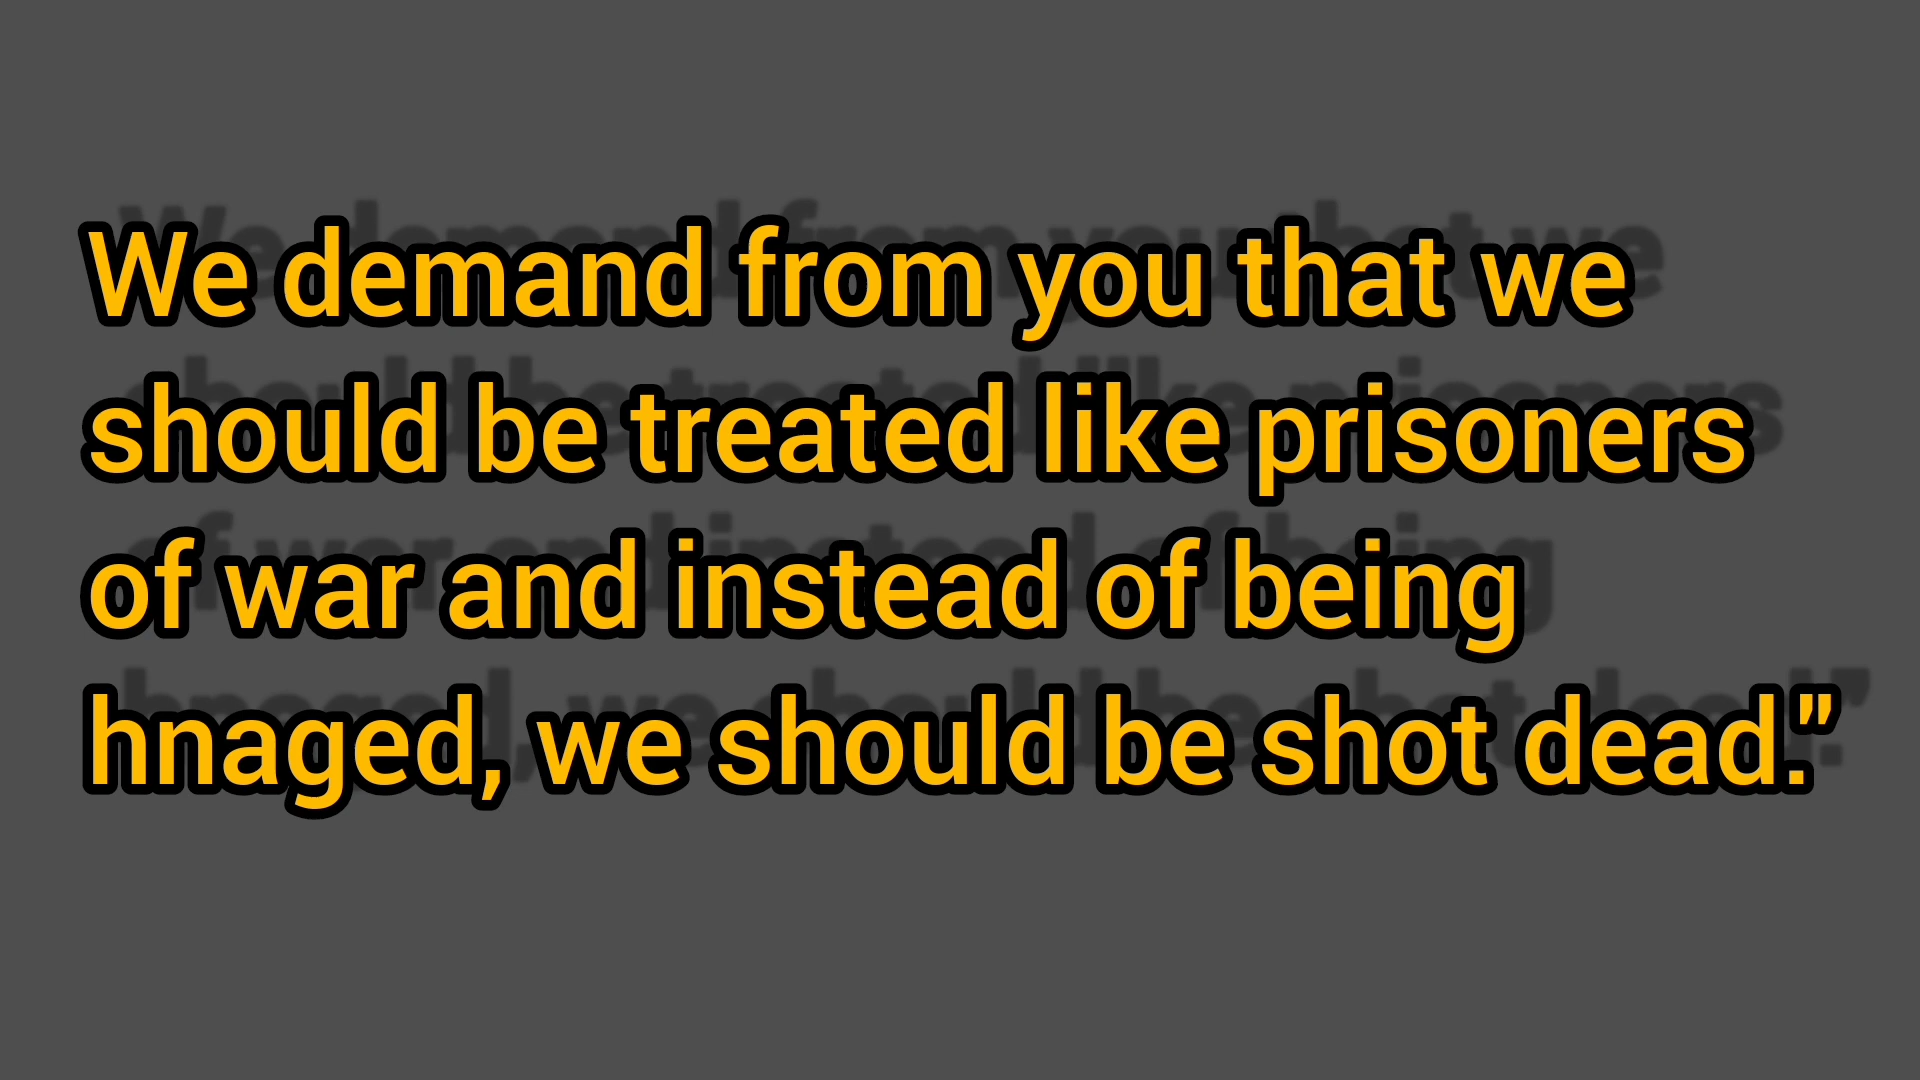 We demand from you that we
should be treated like prisoners
of war and instead of being
hnaged, we should be shot dead."